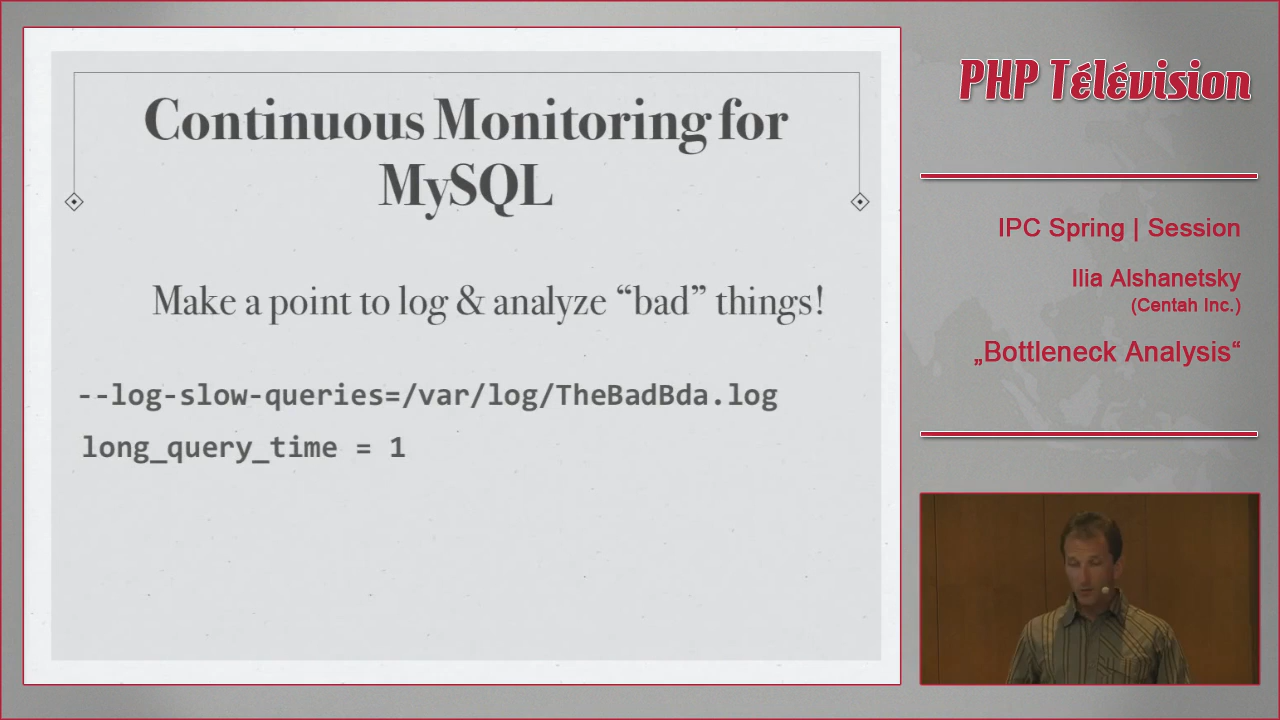 Continuous Monitoring for
MySQL
Make a point to log & analyze “bad” things!
--log-slow-queries=/var/log/TheBadBda.log
long_query_time = 1
PHP Télévision
IPC Spring | Session
Ilia Alshanetsky
(Centah Inc.)
„Bottleneck Analysis“